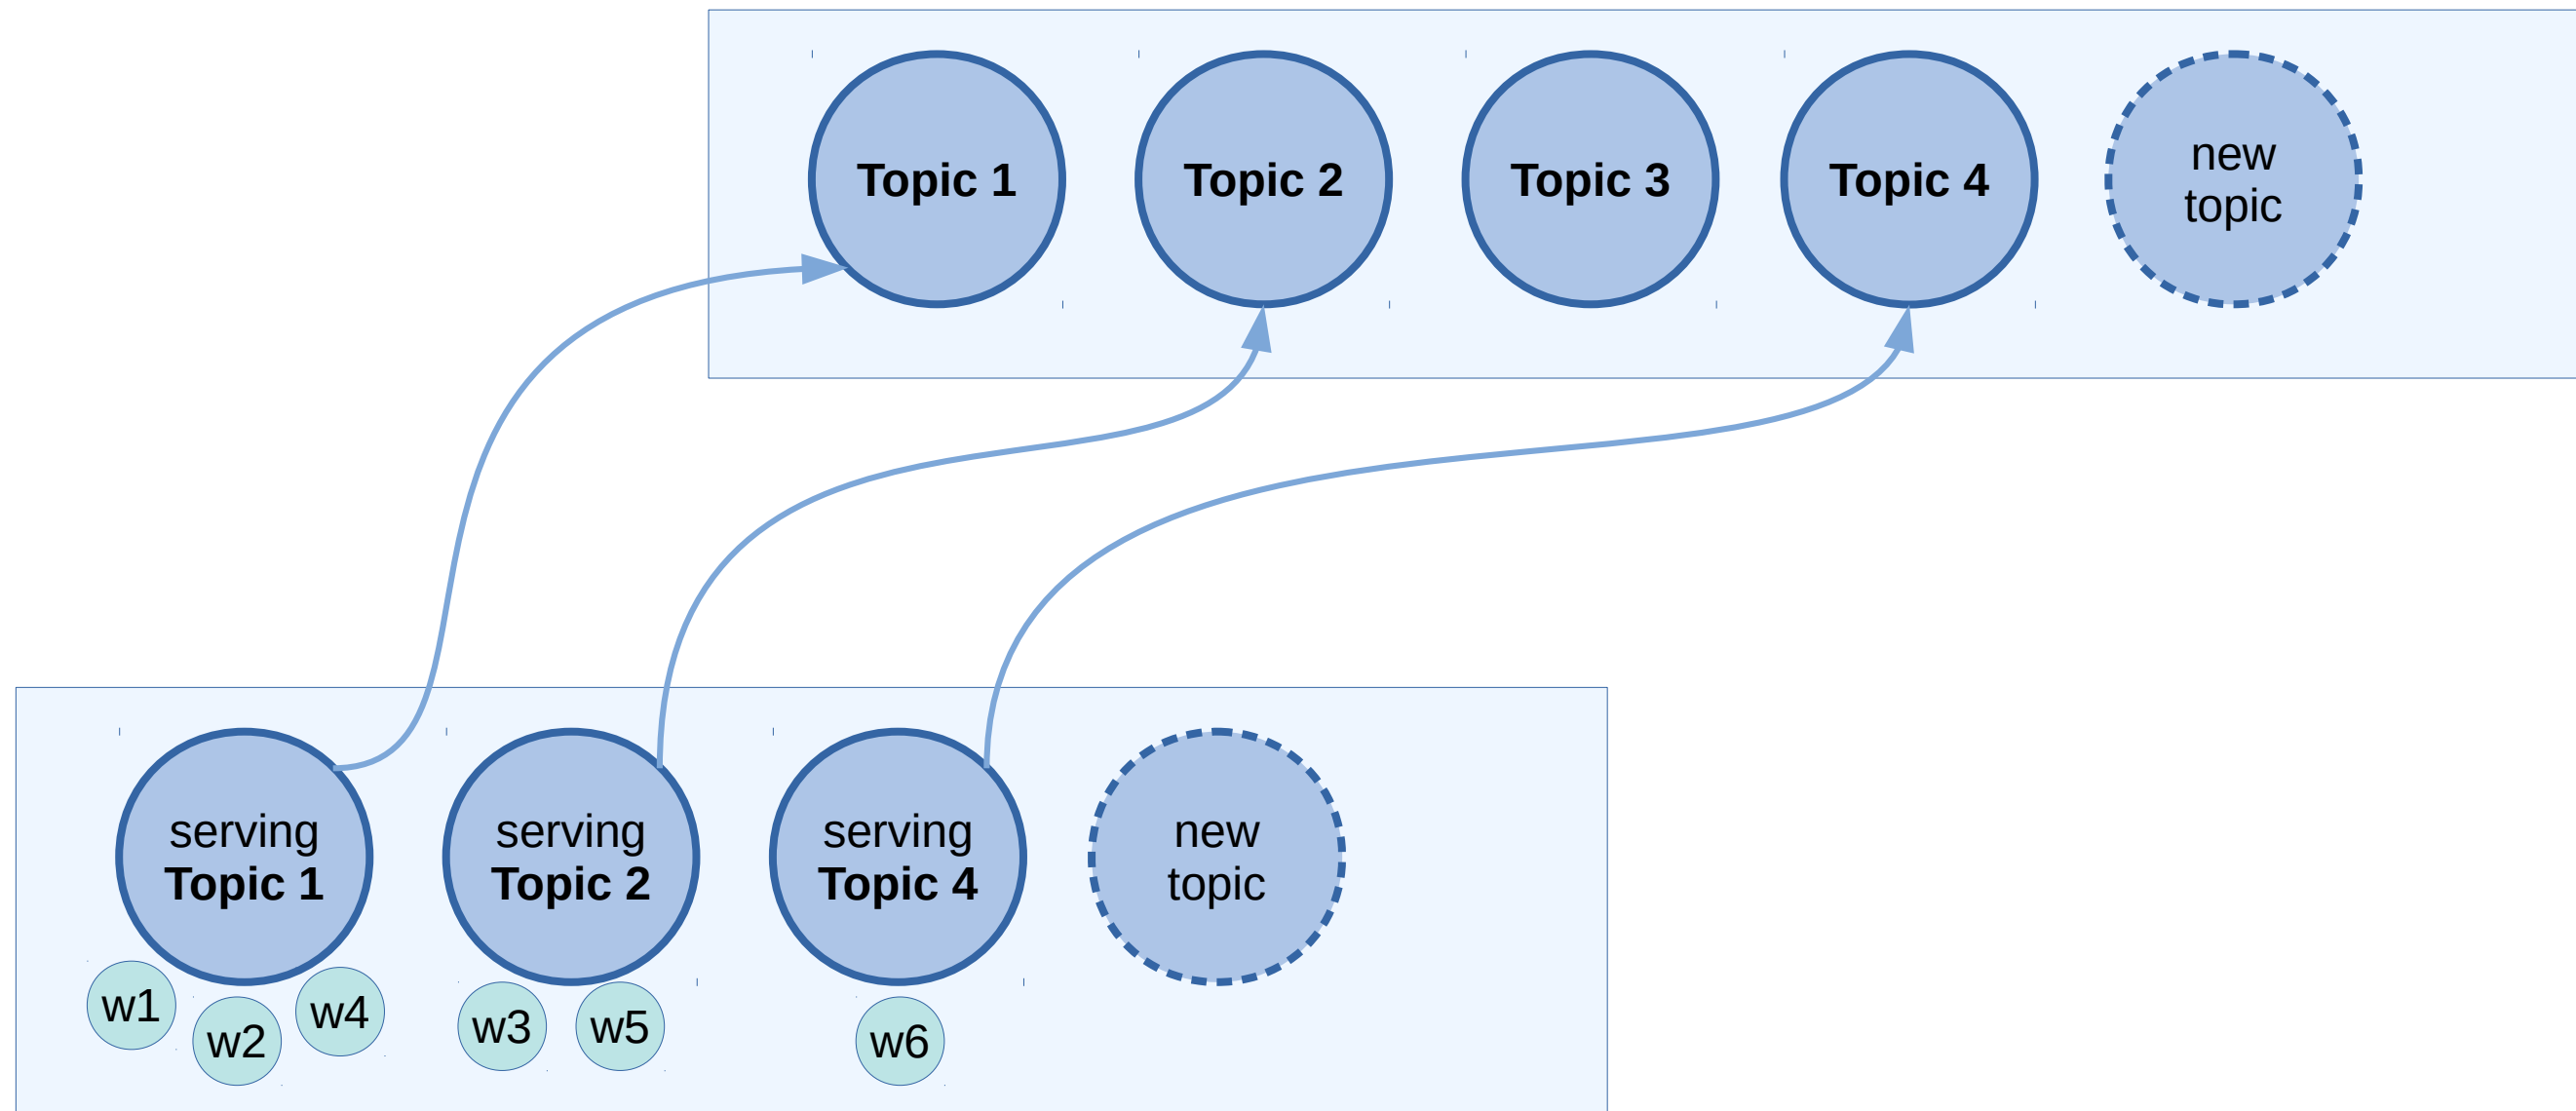 Topic 1
Topic 2
Topic 3
Topic 4
new
topic
serving
Topic 1
serving
Topic 2
serving
Topic 4
new
topic
w1
w2
w4
w3
w5
w6